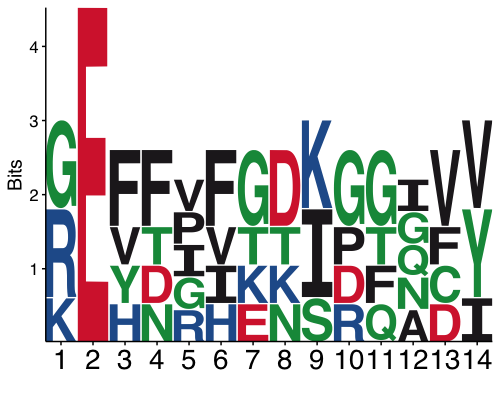 Bits
4
3
2
1
G E F F V F G D K G G I V V
R V T P V T T I P T G F Y
K Y D I I K K S D F Q C I
H N G H E N R Q N D
R A
1 2 3 4 5 6 7 8 9 10 11 12 13 14